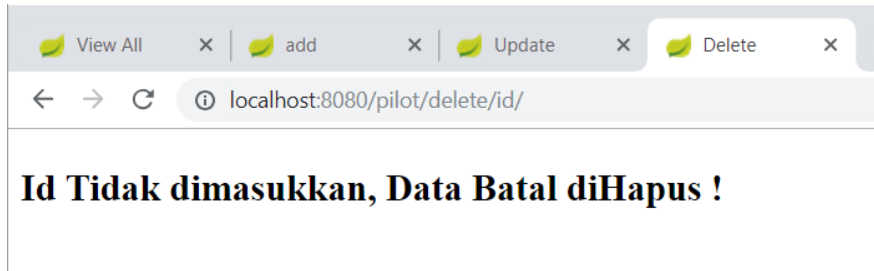 View All
add
Update
Delete
localhost:8080/pilot/delete/id/
Id Tidak dimasukkan, Data Batal diHapus !